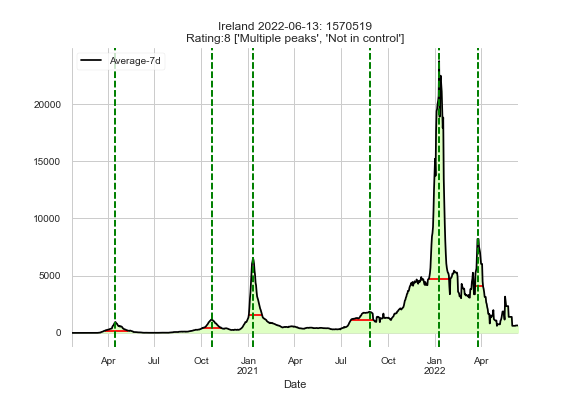 Ireland 2022-06-13: 1570519
Rating:8 ['Multiple peaks', 'Not in control']
Average-7d
20000
15000
10000
5000
0
Apr Jul Oct Jan Apr Jul Oct Jan Apr
2021 2022
Date